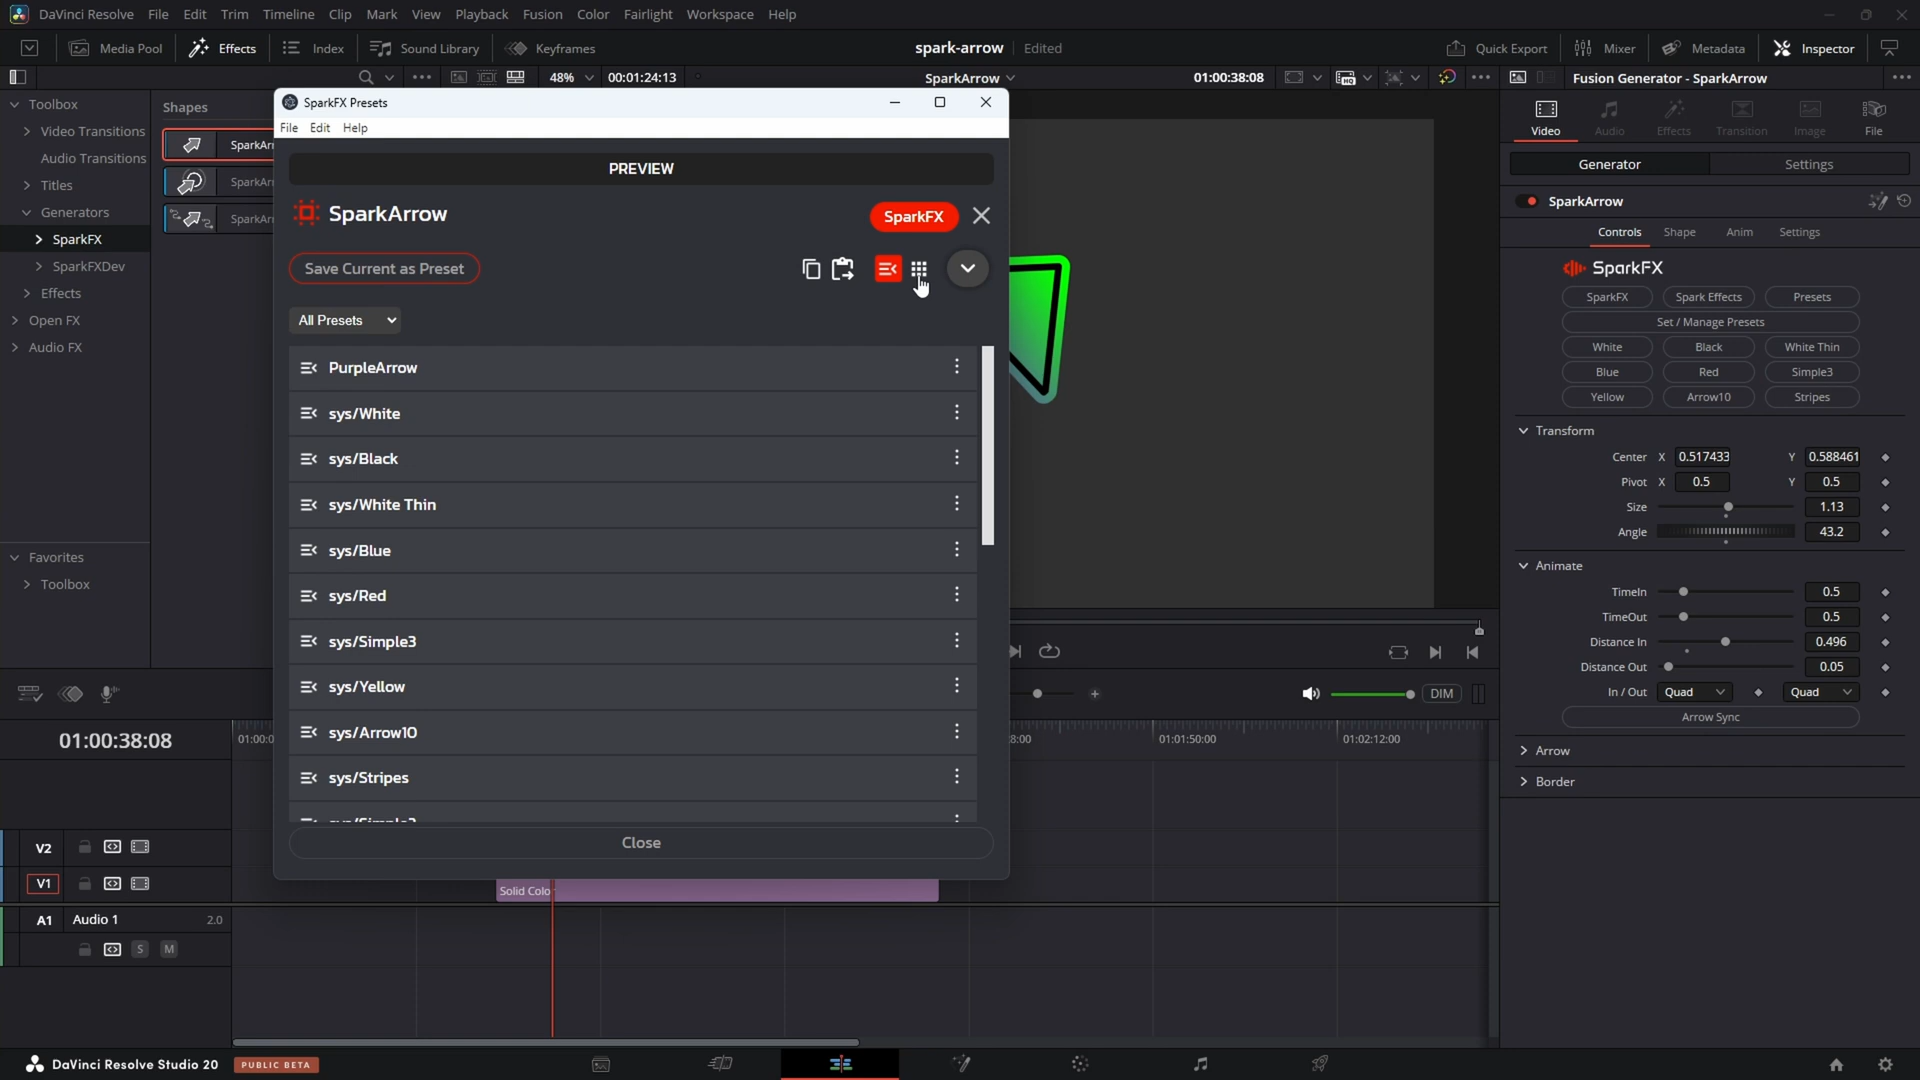 DaVinci Resolve File Edit Trim Timeline Clip Mark View Playback Fusion Color Fairlight Workspace Help
Media Pool Effects Index Sound Library Keyframes spark-arrow Edited Quick Export Mixer Metadata Inspector
48% 00:01:24:13 SparkArrow 01:00:38:08 Fusion Generator - SparkArrow
Toolbox
Video Transitions
Audio Transitions
Titles
Generators
SparkFX
SparkFXDev
Effects
Open FX
Audio FX
Favorites
Toolbox
Shapes
SparkArr
SparkArr
SparkArr
SparkFX Presets
File Edit Help
PREVIEW
SparkArrow
SparkFX
Save Current as Preset
All Presets
PurpleArrow
sys/White
sys/Black
sys/White Thin
sys/Blue
sys/Red
sys/Simple3
sys/Yellow
sys/Arrow10
sys/Stripes
Close
Video Audio Effects Transition Image File
Generator Settings
SparkArrow
Controls Shape Anim Settings
SparkFX
SparkFX Spark Effects Presets
Set / Manage Presets
White Black White Thin
Blue Red Simple3
Yellow Arrow10 Stripes
Transform
Center X 0.517433 Y 0.588461
Pivot X 0.5 Y 0.5
Size 1.13
Angle 43.2
Animate
TimeIn 0.5
TimeOut 0.5
Distance In 0.496
Distance Out 0.05
In / Out Quad Quad
Arrow Sync
Arrow
Border
DIM
01:00:38:08
01:00:0 8:00 01:01:50:00 01:02:12:00
V2
V1
Solid Colo
A1 Audio 1 2.0
S M
DaVinci Resolve Studio 20 PUBLIC BETA